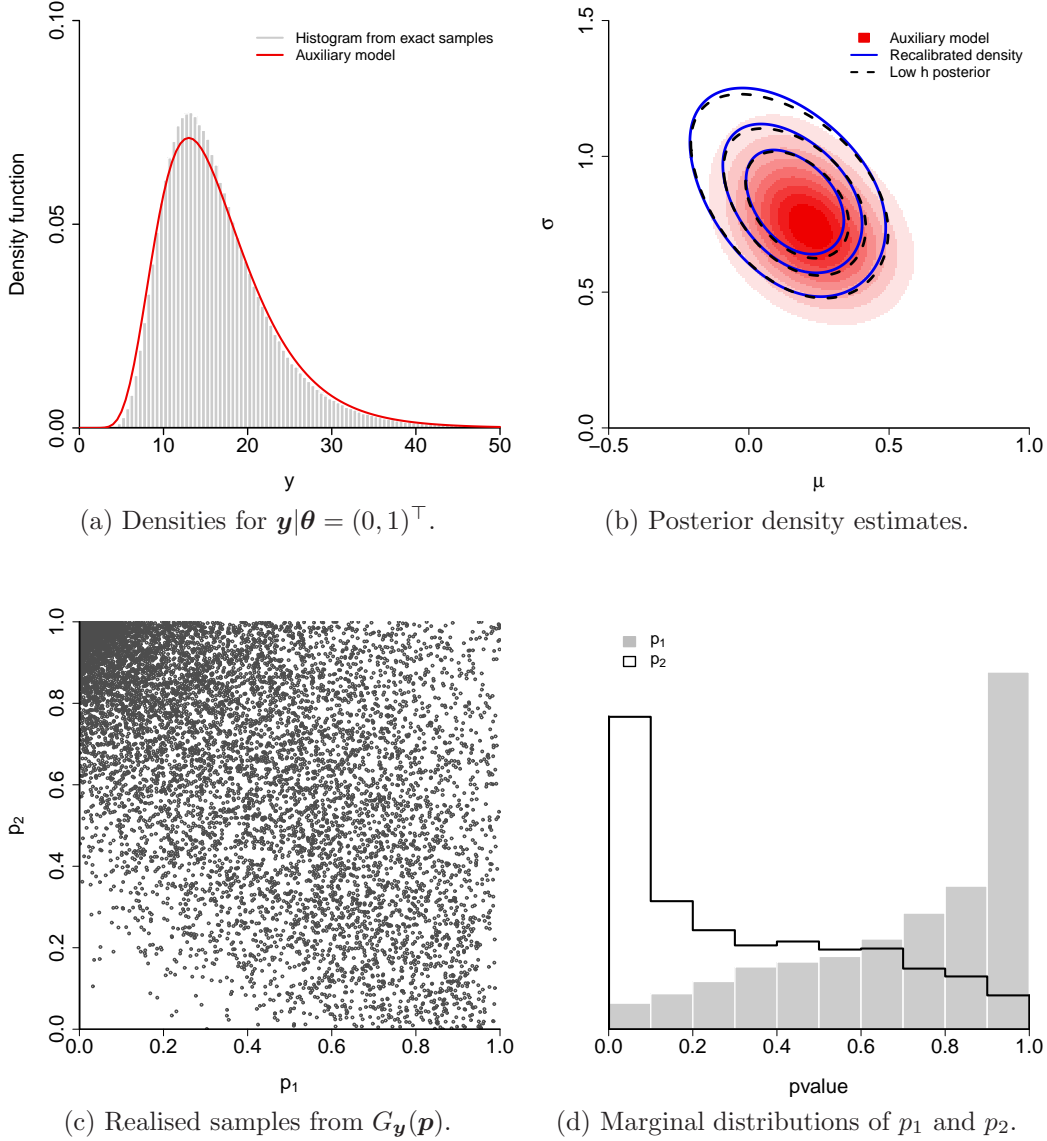 0.10
0.05
0.00
Density function
Histogram from exact samples
Auxiliary model
0 10 20 30 40 50
y
(a) Densities for y|θ = (0, 1)⊤.
1.5
1.0
0.5
0.0
σ
Auxiliary model
Recalibrated density
Low h posterior
−0.5 0.0 0.5 1.0
μ
(b) Posterior density estimates.
1.0
0.8
0.6
0.4
0.2
0.0
p2
0.0 0.2 0.4 0.6 0.8 1.0
p1
(c) Realised samples from Gy(p).
p1
p2
0.0 0.2 0.4 0.6 0.8 1.0
pvalue
(d) Marginal distributions of p1 and p2.